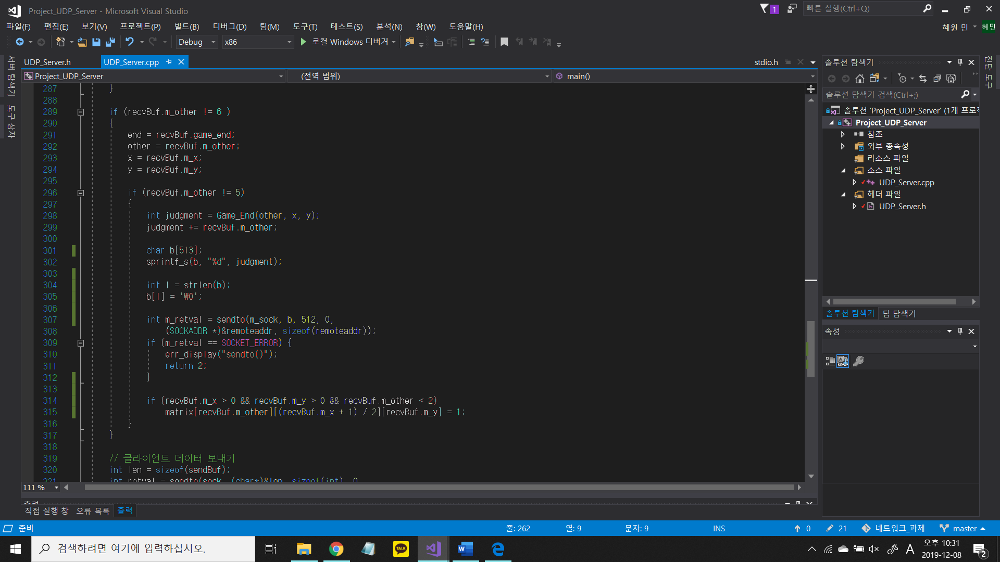 Project_UDP_Server - Microsoft Visual Studio
1
빠른 실행(Ctrl+Q)
파일(F) 편집(E) 보기(V) 프로젝트(P) 빌드(B) 디버그(D) 팀(M) 도구(T) 테스트(S) 분석(N) 창(W) 도움말(H)
혜원 민 혜민
Debug x86 로컬 Windows 디버거
서버 탐색기
도구 상자
UDP_Server.h UDP_Server.cpp stdio.h
Project_UDP_Server (전역 범위) main()
287 }
288
289 if (recvBuf.m_other != 6 )
290 {
291 end = recvBuf.game_end;
292 other = recvBuf.m_other;
293 x = recvBuf.m_x;
294 y = recvBuf.m_y;
295
296 if (recvBuf.m_other != 5)
297 {
298 int judgment = Game_End(other, x, y);
299 judgment += recvBuf.m_other;
300
301 char b[513];
302 sprintf_s(b, "%d", judgment);
303
304 int l = strlen(b);
305 b[l] = '₩0';
306
307 int m_retval = sendto(m_sock, b, 512, 0,
308 (SOCKADDR *)&remoteaddr, sizeof(remoteaddr));
309 if (m_retval == SOCKET_ERROR) {
310 err_display("sendto()");
311 return 2;
312 }
313
314 if (recvBuf.m_x > 0 && recvBuf.m_y > 0 && recvBuf.m_other < 2)
315 matrix[recvBuf.m_other][(recvBuf.m_x + 1) / 2][recvBuf.m_y] = 1;
316 }
317 }
318
319 // 클라이언트 데이터 보내기
320 int len = sizeof(sendBuf);
321 int retval = sendto(sock, (char*)&len, sizeof(int), 0,
111 %
출력
직접 실행 창 오류 목록 출력
솔루션 탐색기
솔루션 탐색기 검색(Ctrl+;)
솔루션 'Project_UDP_Server' (1개 프로젝
Project_UDP_Server
참조
외부 종속성
리소스 파일
소스 파일
UDP_Server.cpp
헤더 파일
UDP_Server.h
솔루션 탐색기 팀 탐색기
속성
진단 도구
준비 줄: 262 열: 9 문자: 9 INS 0 21 네트워크_과제 master
검색하려면 여기에 입력하십시오.
TALK
W
A
오후 10:31
2019-12-08
2